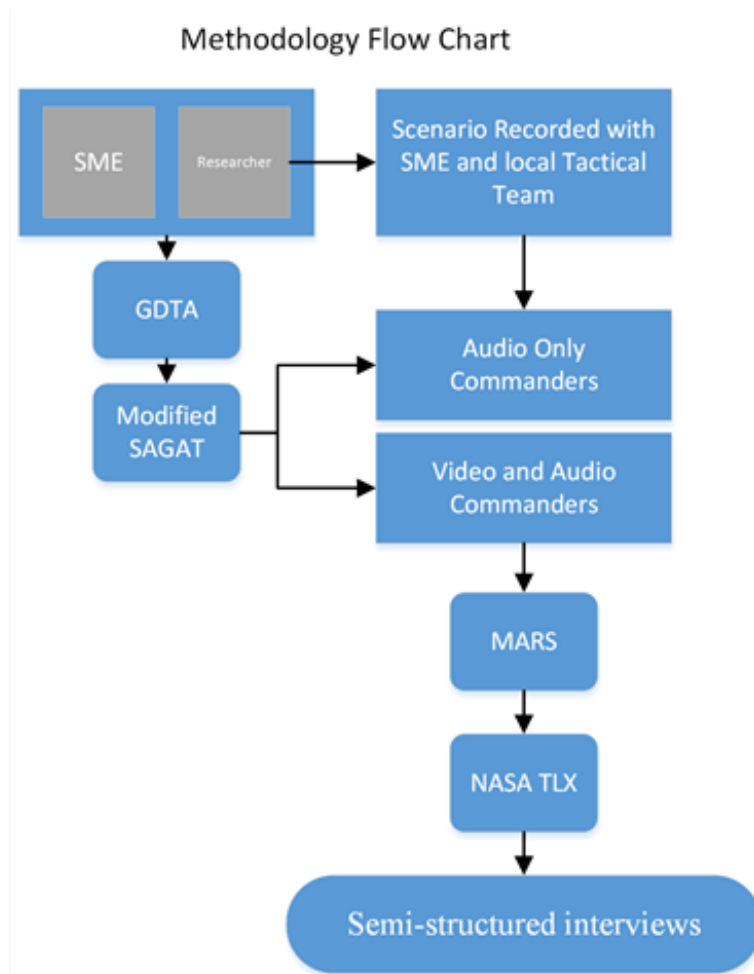 Methodology Flow Chart
SME
Researcher
Scenario Recorded with
SME and local Tactical
Team
GDTA
Modified
SAGAT
Audio Only
Commanders
Video and Audio
Commanders
MARS
NASA TLX
Semi-structured interviews